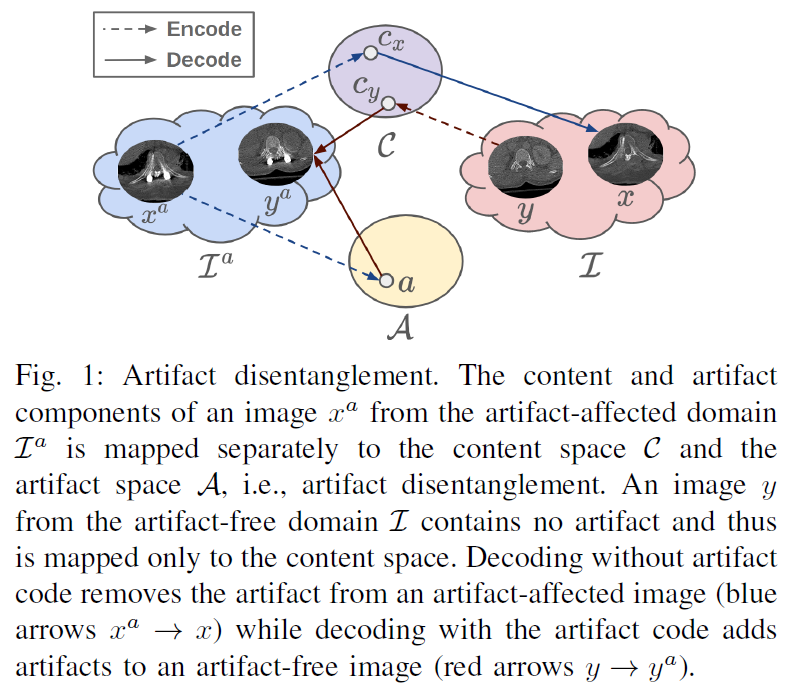 Encode
Decode
c_x
c_y
C
x^a
y^a
y
x
I^a
I
a
A
Fig. 1: Artifact disentanglement. The content and artifact
components of an image x^a from the artifact-affected domain
I^a is mapped separately to the content space C and the
artifact space A, i.e., artifact disentanglement. An image y
from the artifact-free domain I contains no artifact and thus
is mapped only to the content space. Decoding without artifact
code removes the artifact from an artifact-affected image (blue
arrows x^a → x) while decoding with the artifact code adds
artifacts to an artifact-free image (red arrows y → y^a).